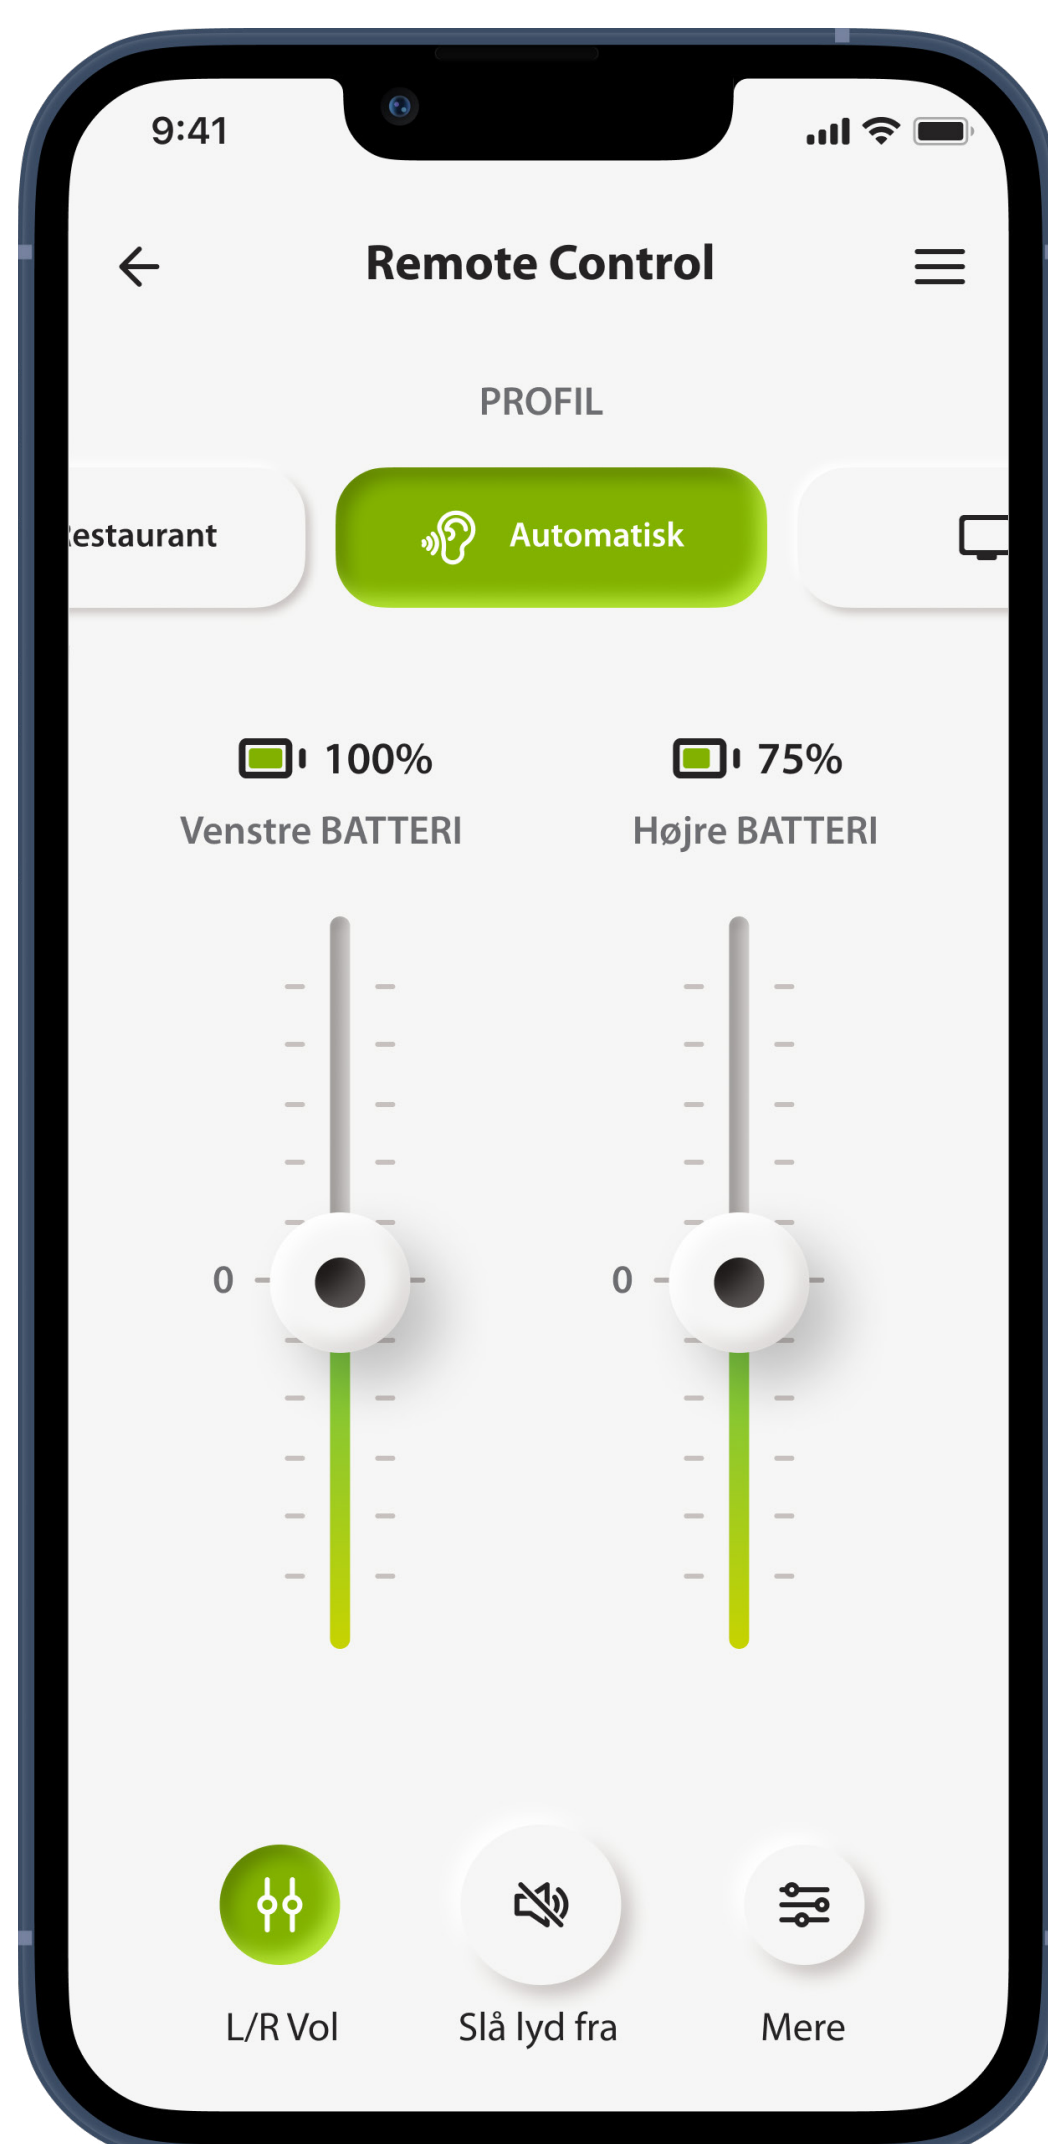 9:41
Remote Control
PROFIL
estaurant
Automatisk
100%
75%
Venstre BATTERI
Højre BATTERI
0
0
L/R Vol
Slå lyd fra
Mere